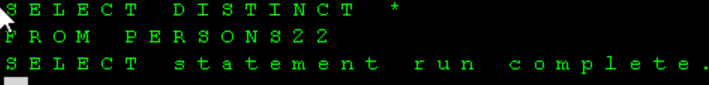 SELECT DISTINCT *
FROM PERSONS22
SELECT statement run complete.